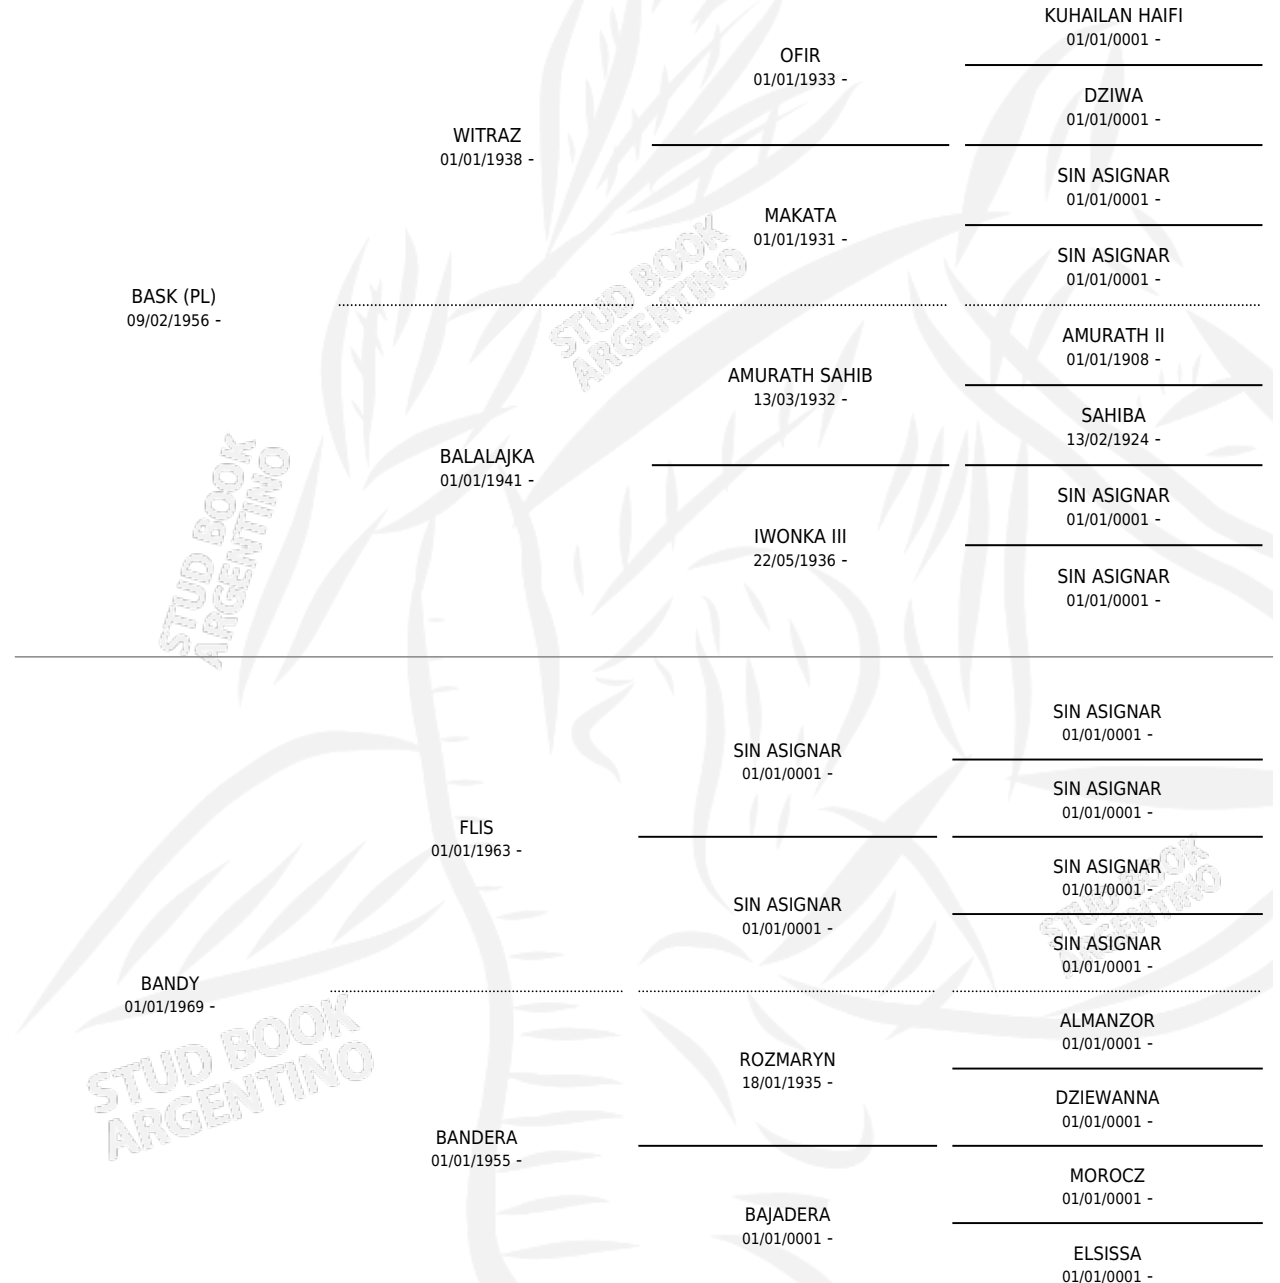 KUHAILAN HAIFI
01/01/0001 -
OFIR
01/01/1933 -
DZIWA
01/01/0001 -
WITRAZ
01/01/1938 -
SIN ASIGNAR
01/01/0001 -
MAKATA
01/01/1931 -
SIN ASIGNAR
01/01/0001 -
BASK (PL)
09/02/1956 -
AMURATH II
01/01/1908 -
AMURATH SAHIB
13/03/1932 -
SAHIBA
13/02/1924 -
BALALAJKA
01/01/1941 -
SIN ASIGNAR
01/01/0001 -
IWONKA III
22/05/1936 -
SIN ASIGNAR
01/01/0001 -
SIN ASIGNAR
01/01/0001 -
SIN ASIGNAR
01/01/0001 -
SIN ASIGNAR
01/01/0001 -
FLIS
01/01/1963 -
SIN ASIGNAR
01/01/0001 -
SIN ASIGNAR
01/01/0001 -
SIN ASIGNAR
01/01/0001 -
BANDY
01/01/1969 -
ALMANZOR
01/01/0001 -
ROZMARYN
18/01/1935 -
DZIEWANNA
01/01/0001 -
BANDERA
01/01/1955 -
MOROCZ
01/01/0001 -
BAJADERA
01/01/0001 -
ELSISSA
01/01/0001 -
STUD BOOK
ARGENTINO
STUD BOOK
ARGENTINO
STUD BOOK
ARGENTINO
STUD BOOK
ARGENTINO